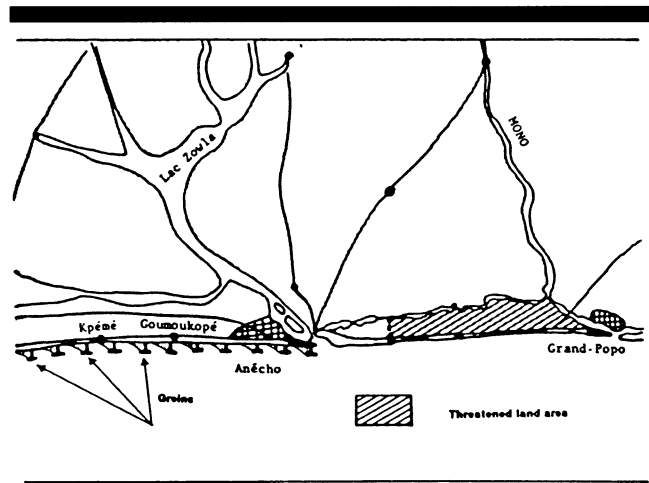 MONO
Lac Zowla
Kpémé
Goumoukopé
Anécho
Grand-Popo
Groins
Threatened land area